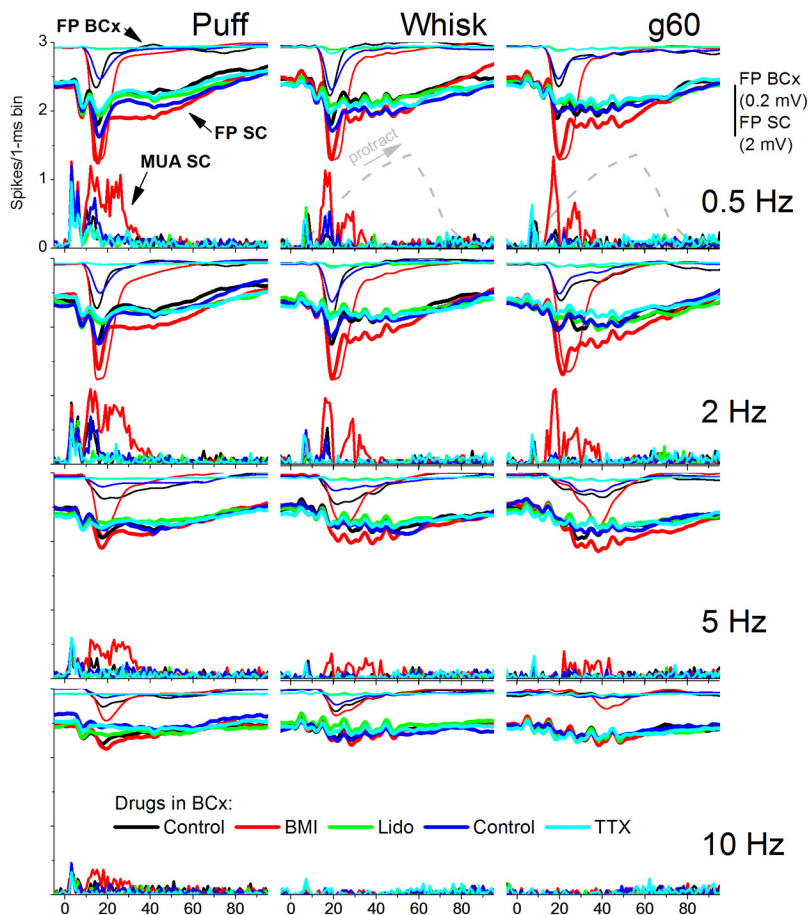 Puff Whisk g60
FP BCx
3
FP BCx
(0.2 mV)
FP SC
(2 mV)
2
FP SC
Spikes/1-ms bin
protract
MUA SC
1
0.5 Hz
0
2 Hz
5 Hz
Drugs in BCx:
Control BMI Lido Control TTX
10 Hz
0 20 40 60 80 0 20 40 60 80 0 20 40 60 80